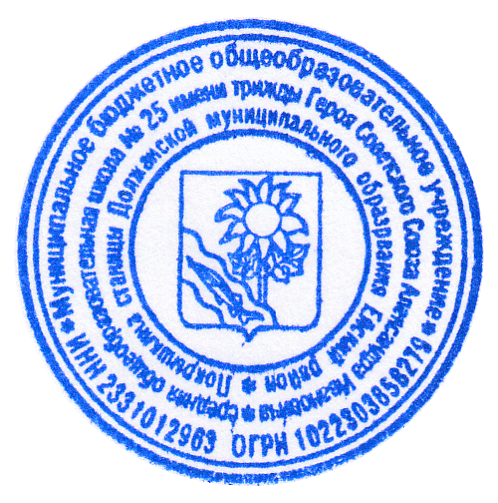 * Муниципальное бюджетное общеобразовательное учреждение *
ИНН 2331012963 ОГРН 1022303858279
* средняя общеобразовательная школа № 25 имени трижды Героя Советского Союза Александра Ивановича
* Покрышкина станицы Должанской муниципального образования Ейский район